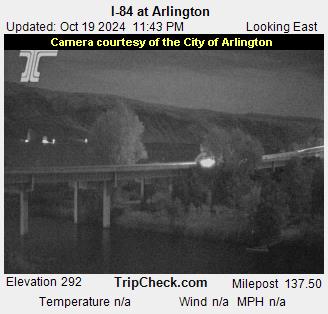 I-84 at Arlington
Updated: Oct 19 2024 11:43 PM Looking East
Camera courtesy of the City of Arlington
Elevation 292 TripCheck.com Milepost 137.50
Temperature n/a Wind n/a MPH n/a